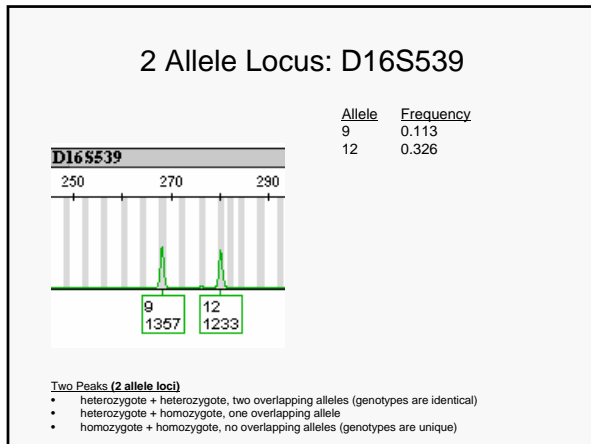 2 Allele Locus: D16S539
Allele Frequency
9 0.113
12 0.326
D16S539
250 270 290
9 12
1357 1233
Two Peaks (2 allele loci)
• heterozygote + heterozygote, two overlapping alleles (genotypes are identical)
• heterozygote + homozygote, one overlapping allele
• homozygote + homozygote, no overlapping alleles (genotypes are unique)